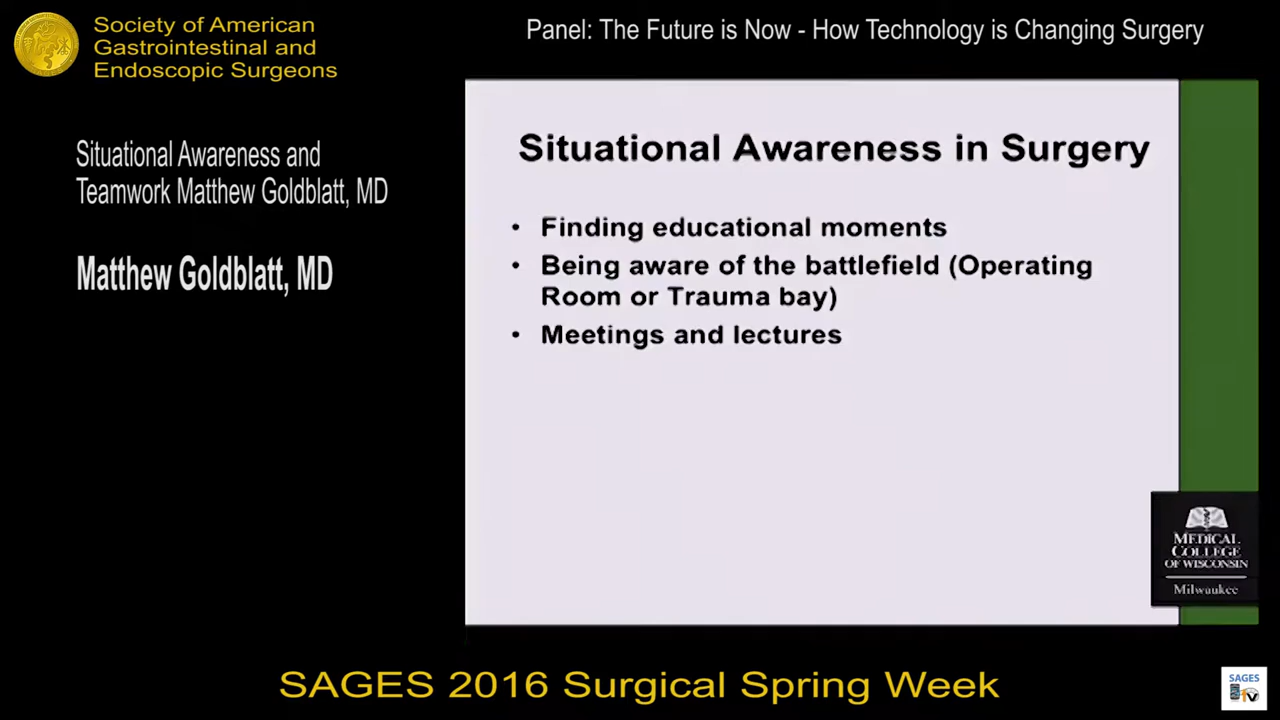 Society of American
Gastrointestinal and
Endoscopic Surgeons
Panel: The Future is Now - How Technology is Changing Surgery
Situational Awareness and
Teamwork Matthew Goldblatt, MD
Matthew Goldblatt, MD
Situational Awareness in Surgery
• Finding educational moments
• Being aware of the battlefield (Operating
Room or Trauma bay)
• Meetings and lectures
MEDICAL
COLLEGE
OF WISCONSIN
Milwaukee
SAGES 2016 Surgical Spring Week
SAGES
TV